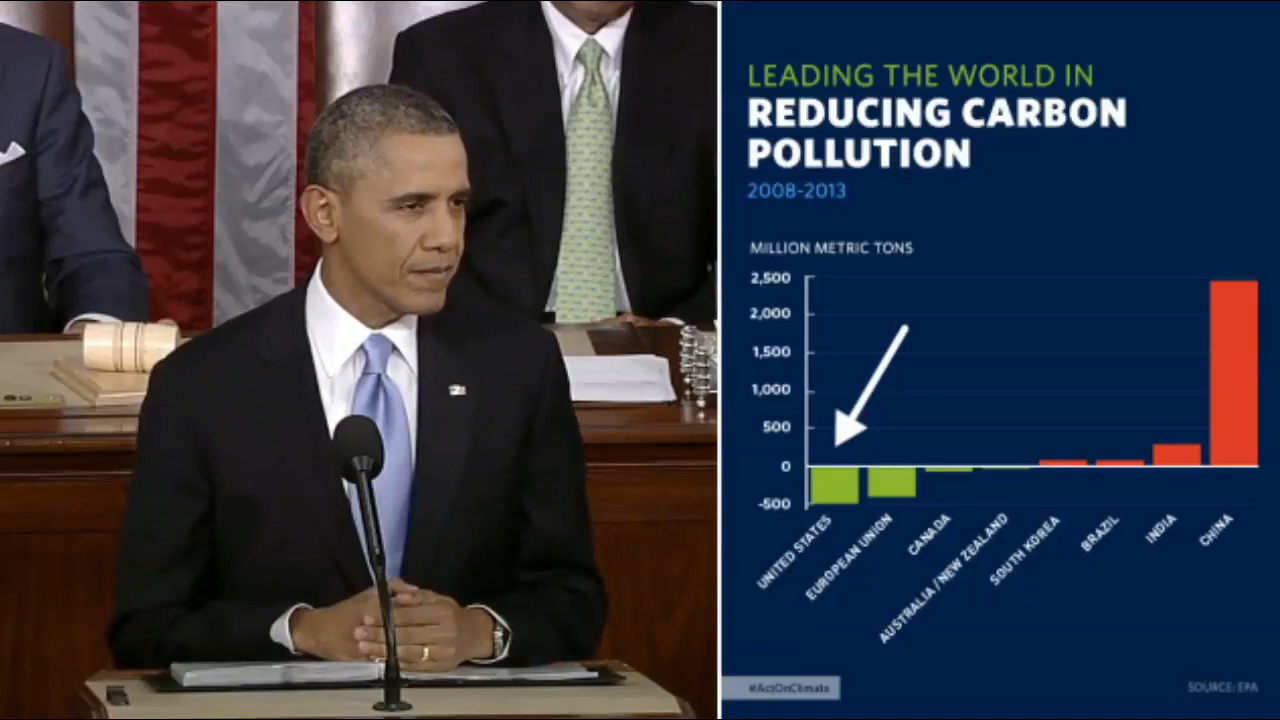 LEADING THE WORLD IN
REDUCING CARBON
POLLUTION
2008-2013
MILLION METRIC TONS
2,500
2,000
1,500
1,000
500
0
-500
UNITED STATES
EUROPEAN UNION
CANADA
AUSTRALIA / NEW ZEALAND
SOUTH KOREA
BRAZIL
INDIA
CHINA
#ActOnClimate
SOURCE: EPA